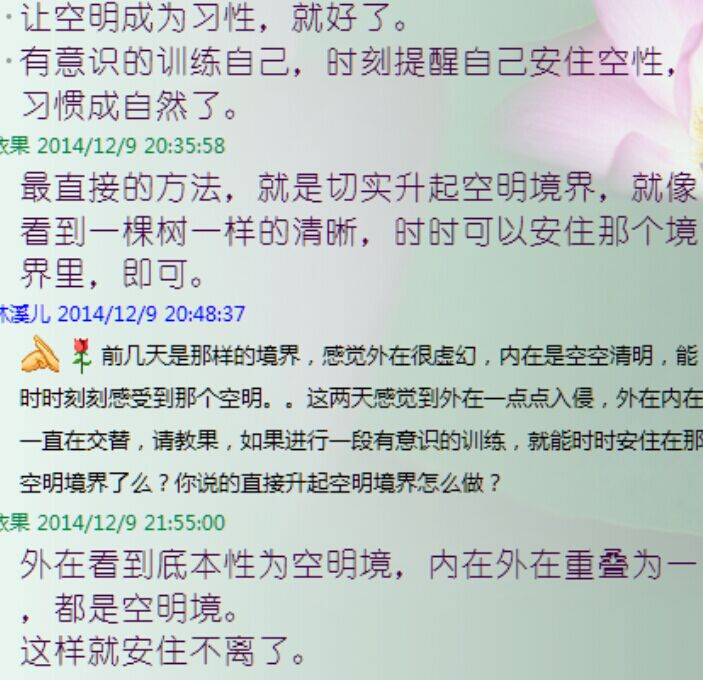 · 让空明成为习性，就好了。
· 有意识的训练自己，时刻提醒自己安住空性，
习惯成自然了。
依果 2014/12/9 20:35:58
最直接的方法，就是切实升起空明境界，就像
看到一棵树一样的清晰，时时可以安住那个境
界里，即可。
林溪儿 2014/12/9 20:48:37
前几天是那样的境界，感觉外在很虚幻，内在是空空清明，能
时时刻刻感受到那个空明。。这两天感觉到外在一点点入侵，外在内在
一直在交替，请教果，如果进行一段有意识的训练，就能时时安住在那
空明境界了么？你说的直接升起空明境界怎么做？
依果 2014/12/9 21:55:00
外在看到底本性为空明境，内在外在重叠为一
，都是空明境。
这样就安住不离了。